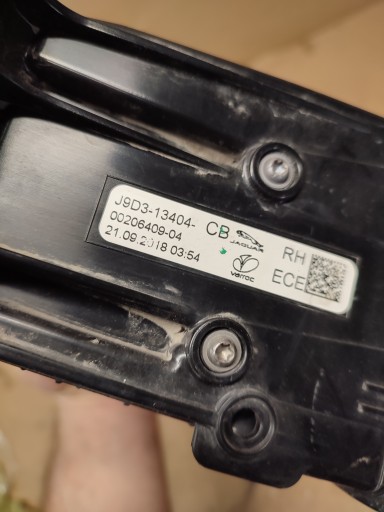 J9D3-13404- CB JAGUAR RH
00206409-04 varroc ECE
21.09.2018 03:54